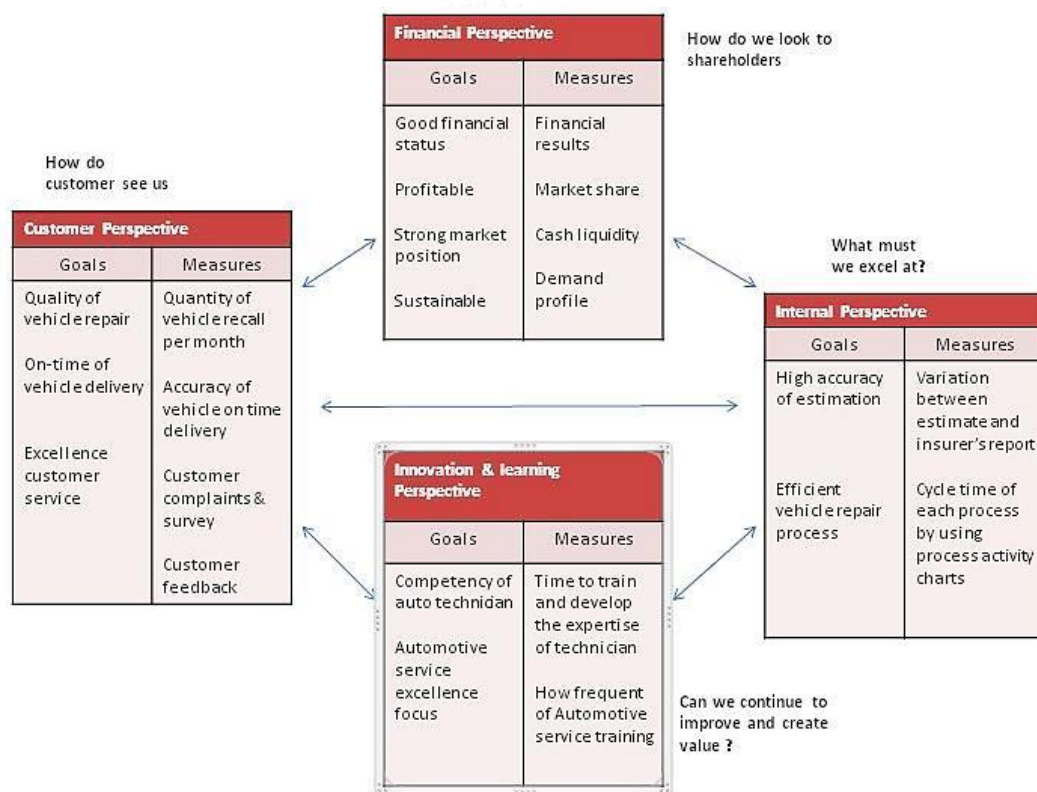 Financial Perspective
Goals
Measures
Good financial
status
Profitable
Strong market
position
Sustainable
Financial
results
Market share
Cash liquidity
Demand
profile
How do we look to
shareholders
How do
customer see us
Customer Perspective
Goals
Measures
Quality of
vehicle repair
On-time of
vehicle delivery
Excellence
customer
service
Quantity of
vehicle recall
per month
Accuracy of
vehicle on time
delivery
Customer
complaints &
survey
Customer
feedback
What must
we excel at?
Internal Perspective
Goals
Measures
High accuracy
of estimation
Efficient
vehicle repair
process
Variation
between
estimate and
insurer's report
Cycle time of
each process
by using
process activity
charts
Innovation & learning
Perspective
Goals
Measures
Competency of
auto technician
Automotive
service
excellence
focus
Time to train
and develop
the expertise
of technician
How frequent
of Automotive
service training
Can we continue to
improve and create
value ?